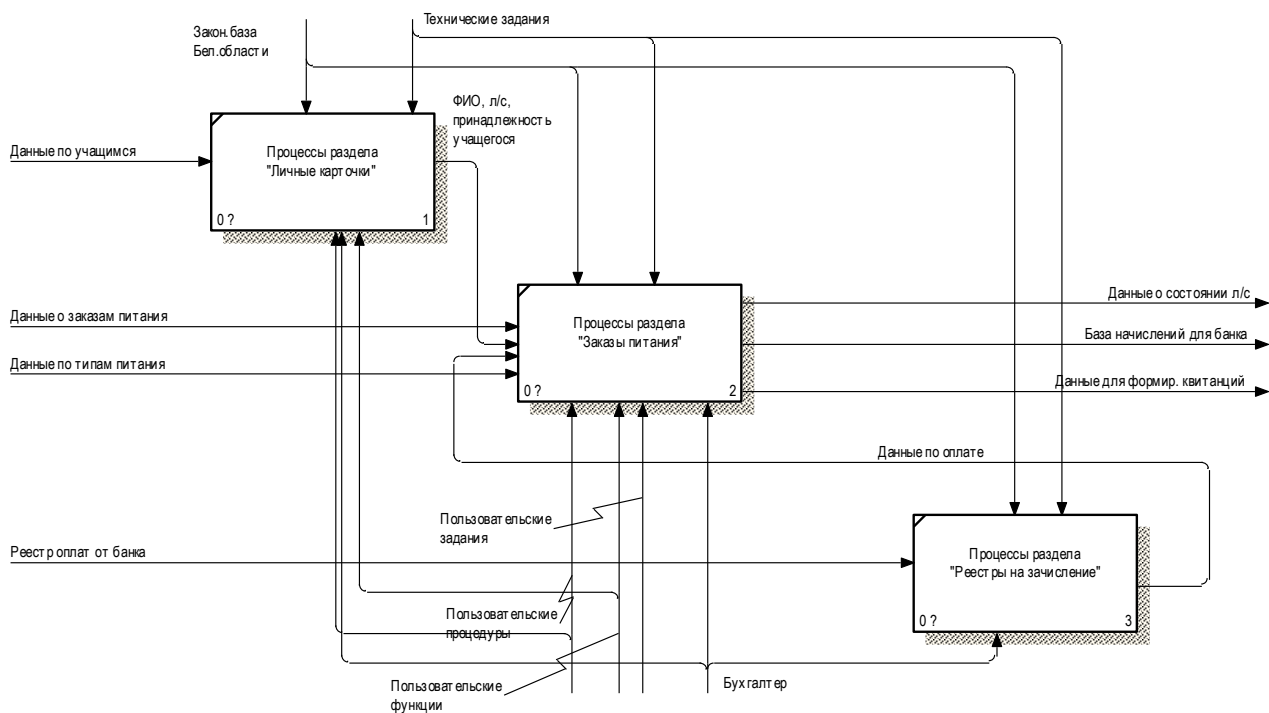 Технические задания
Закон.база
Бел.области
ФИО, л/с,
принадлежность
учащегося
Данные по учащимся
Процессы раздела
"Личные карточки"
0 ?
1
Данные о состоянии л/с
Данные о заказам питания
Процессы раздела
"Заказы питания"
База начислений для банка
Данные по типам питания
Данные для формир. квитанций
0 ?
2
Данные по оплате
Пользовательские
задания
Реестр оплат от банка
Процессы раздела
"Реестры на зачисление"
Пользовательские
процедуры
0 ?
3
Пользовательские
функции
Бухгалтер